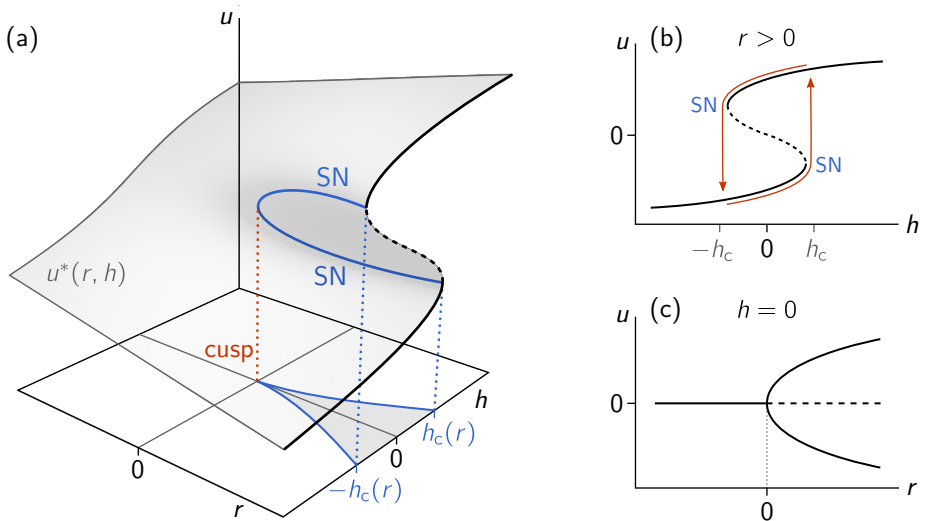 (a)
u
SN
SN
u*(r, h)
cusp
h
h_c(r)
0
−h_c(r)
0
r
(b)
r > 0
u
SN
0
SN
−h_c
0
h_c
h
(c)
h = 0
u
0
0
r